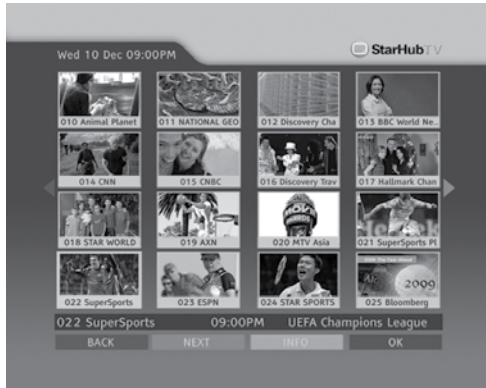 Wed 10 Dec 09:00PM
StarHub TV
010 Animal Planet
011 NATIONAL GEO
012 Discovery Cha
013 BBC World Ne..
014 CNN
015 CNBC
016 Discovery Trav
017 Hallmark Chan
018 STAR WORLD
019 AXN
020 MTV Asia
021 SuperSports Pl
022 SuperSports
023 ESPN
024 STAR SPORTS
2009
025 Bloomberg
022 SuperSports 09:00PM UEFA Champions League
BACK NEXT INFO OK